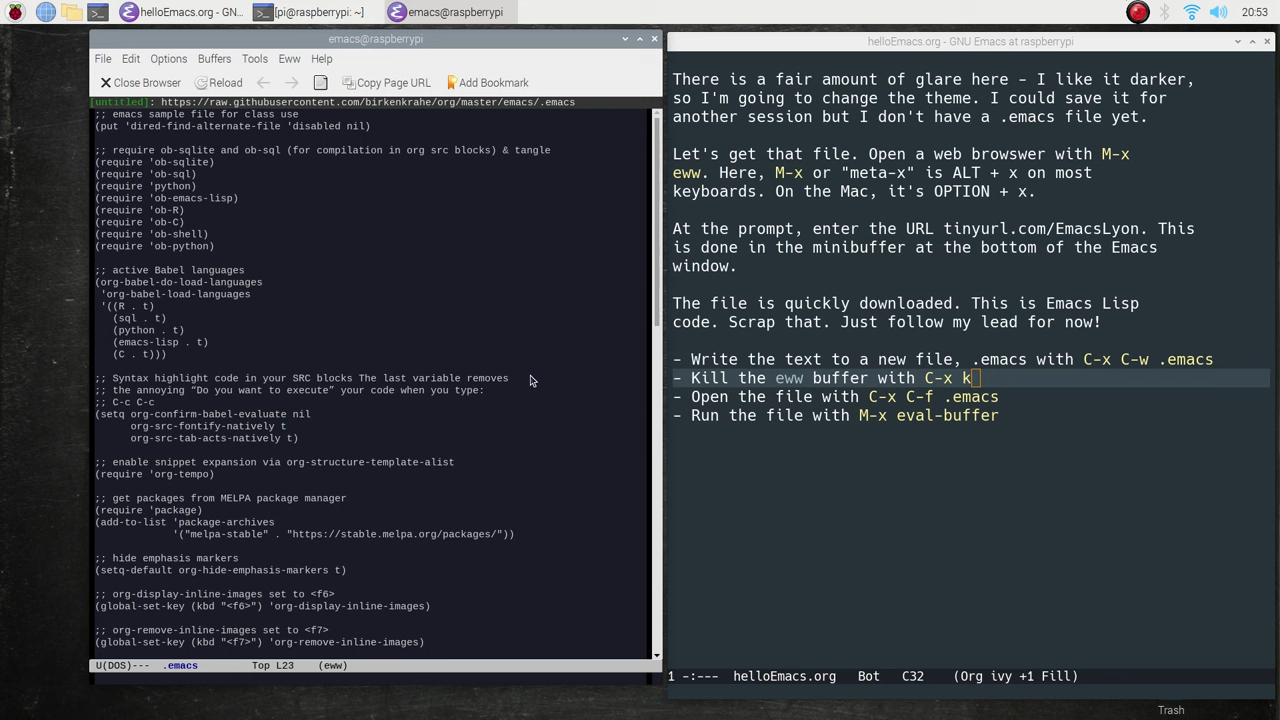 helloEmacs.org - GN...
[pi@raspberrypi: ~]
emacs@raspberrypi
20:53
emacs@raspberrypi
File Edit Options Buffers Tools Eww Help
Close Browser Reload Copy Page URL Add Bookmark
[untitled]: https://raw.githubusercontent.com/birkenkrahe/org/master/emacs/.emacs
;; emacs sample file for class use
(put 'dired-find-alternate-file 'disabled nil)
;; require ob-sqlite and ob-sql (for compilation in org src blocks) & tangle
(require 'ob-sqlite)
(require 'ob-sql)
(require 'python)
(require 'ob-emacs-lisp)
(require 'ob-R)
(require 'ob-C)
(require 'ob-shell)
(require 'ob-python)
;; active Babel languages
(org-babel-do-load-languages
'org-babel-load-languages
'((R . t)
(sql . t)
(python . t)
(emacs-lisp . t)
(C . t)))
;; Syntax highlight code in your SRC blocks The last variable removes
;; the annoying “Do you want to execute” your code when you type:
;; C-c C-c
(setq org-confirm-babel-evaluate nil
org-src-fontify-natively t
org-src-tab-acts-natively t)
;; enable snippet expansion via org-structure-template-alist
(require 'org-tempo)
;; get packages from MELPA package manager
(require 'package)
(add-to-list 'package-archives
'("melpa-stable" . "https://stable.melpa.org/packages/"))
;; hide emphasis markers
(setq-default org-hide-emphasis-markers t)
;; org-display-inline-images set to <f6>
(global-set-key (kbd "<f6>") 'org-display-inline-images)
;; org-remove-inline-images set to <f7>
(global-set-key (kbd "<f7>") 'org-remove-inline-images)
U(DOS)--- .emacs Top L23 (eww)
helloEmacs.org - GNU Emacs at raspberrypi
There is a fair amount of glare here - I like it darker,
so I'm going to change the theme. I could save it for
another session but I don't have a .emacs file yet.
Let's get that file. Open a web browswer with M-x
eww. Here, M-x or "meta-x" is ALT + x on most
keyboards. On the Mac, it's OPTION + x.
At the prompt, enter the URL tinyurl.com/EmacsLyon. This
is done in the minibuffer at the bottom of the Emacs
window.
The file is quickly downloaded. This is Emacs Lisp
code. Scrap that. Just follow my lead for now!
- Write the text to a new file, .emacs with C-x C-w .emacs
- Kill the eww buffer with C-x k
- Open the file with C-x C-f .emacs
- Run the file with M-x eval-buffer
1 -:--- helloEmacs.org Bot C32 (Org ivy +1 Fill)
Trash